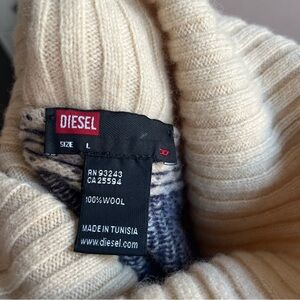 DIESEL
SIZE L
RN 93243
CA 25594
100% WOOL
MADE IN TUNISIA
www.diesel.com